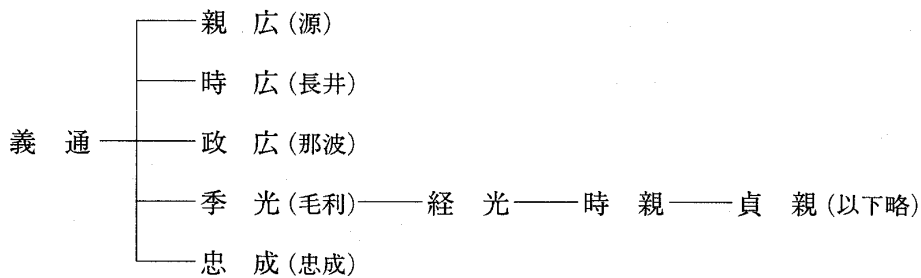 親広(源)
時広(長井)
義通 政広(那波)
季光(毛利) 経光 時親 貞親(以下略)
忠成(忠成)